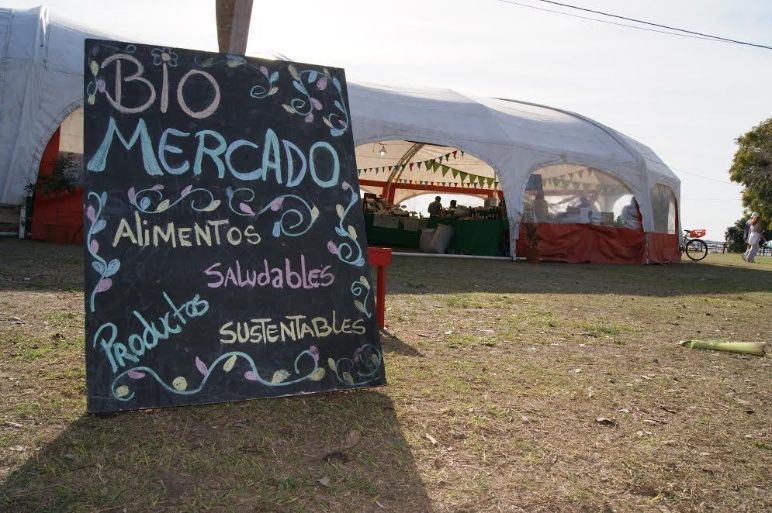 BIO
MERCADO
ALIMENTOS
SALUDABLES
PRODUCTOS
SUSTENTABLES